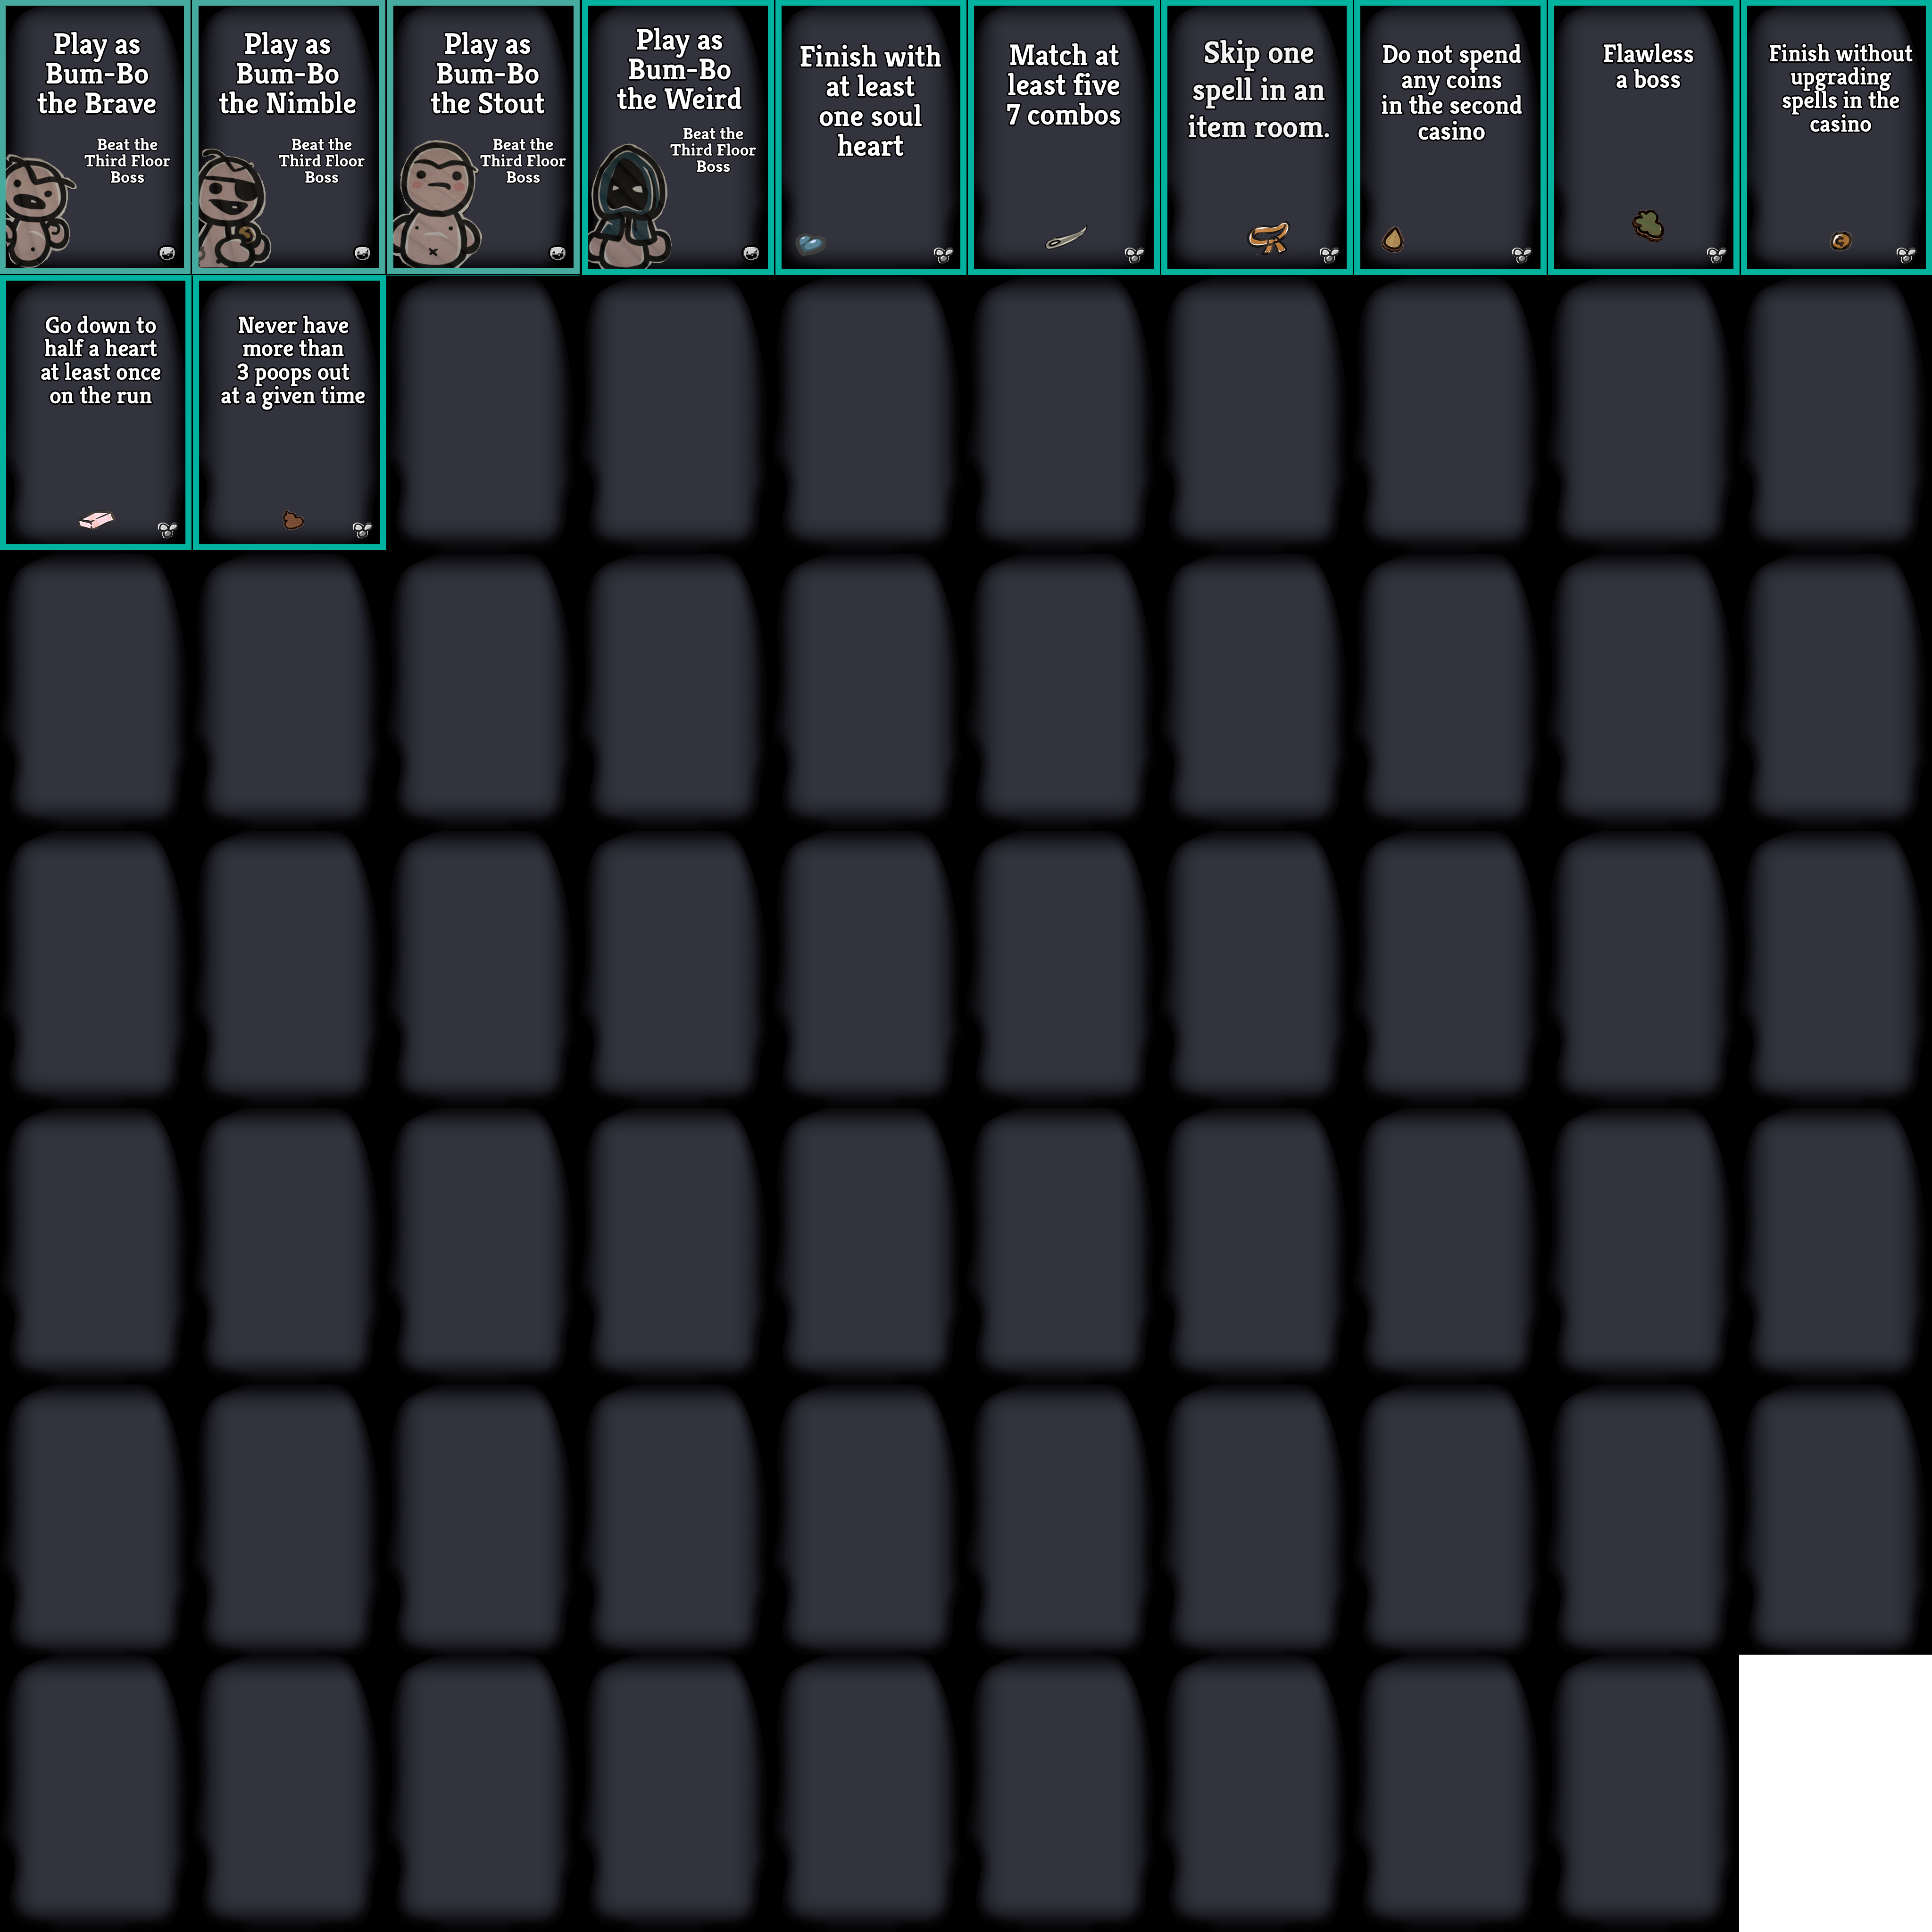 Play as
Bum-Bo
the Brave
Beat the
Third Floor
Boss
Play as
Bum-Bo
the Nimble
Beat the
Third Floor
Boss
Play as
Bum-Bo
the Stout
Beat the
Third Floor
Boss
Play as
Bum-Bo
the Weird
Beat the
Third Floor
Boss
Finish with
at least
one soul
heart
Match at
least five
7 combos
Skip one
spell in an
item room.
Do not spend
any coins
in the second
casino
Flawless
a boss
Finish without
upgrading
spells in the
casino
Go down to
half a heart
at least once
on the run
Never have
more than
3 poops out
at a given time